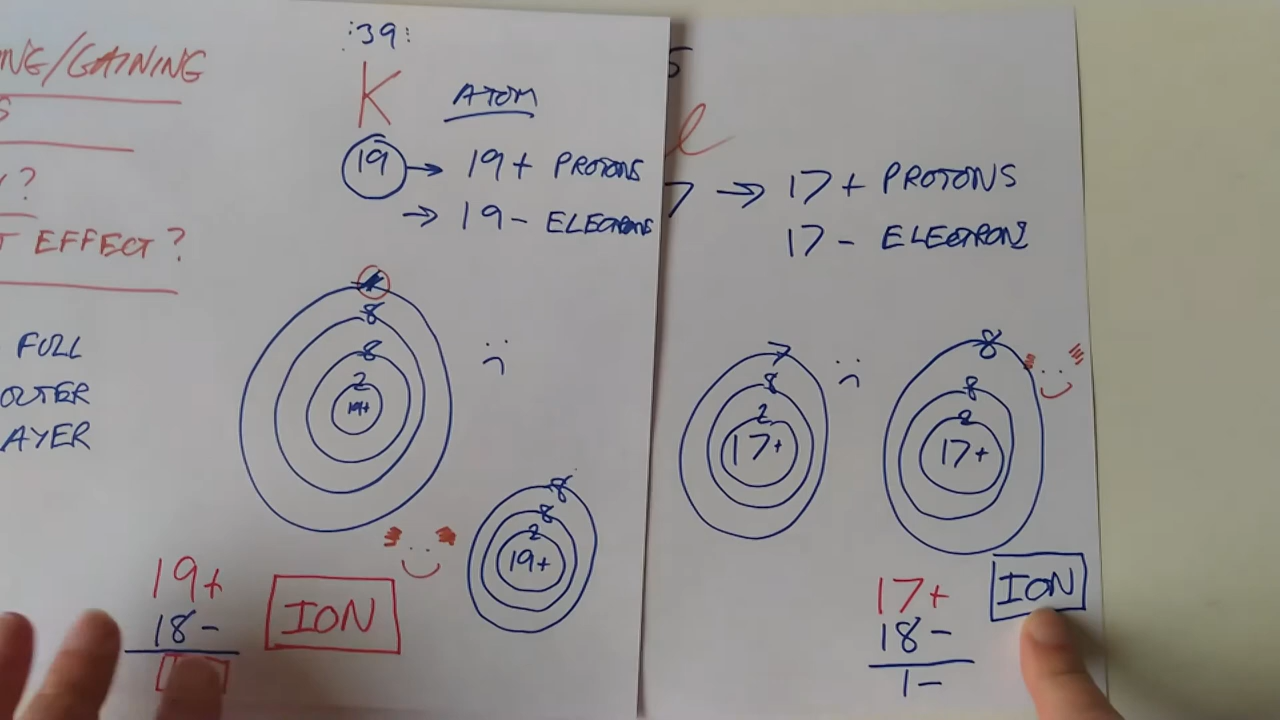 NG/GAINING
S
?
T EFFECT?
FULL
OUTER
AYER
:39:
K ATOM
19 → 19+ PROTONS
→ 19- ELECTRONS
8
8
2
19+
8
8
2
19+
19+
18-
ION
5
l
7 → 17+ PROTONS
17- ELECTRONS
7
8
2
17+
8
8
2
17+
17+
18-
1-
ION